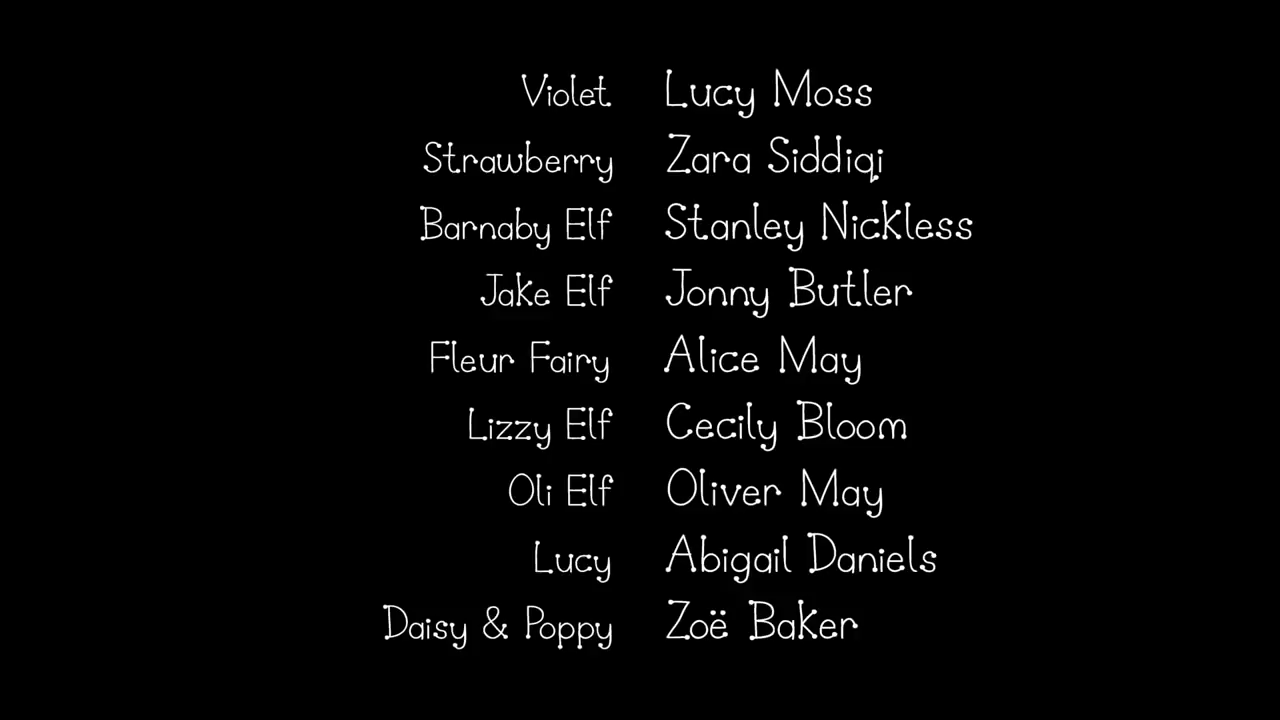 Violet Lucy Moss
Strawberry Zara Siddiqi
Barnaby Elf Stanley Nickless
Jake Elf Jonny Butler
Fleur Fairy Alice May
Lizzy Elf Cecily Bloom
Oli Elf Oliver May
Lucy Abigail Daniels
Daisy & Poppy Zoë Baker